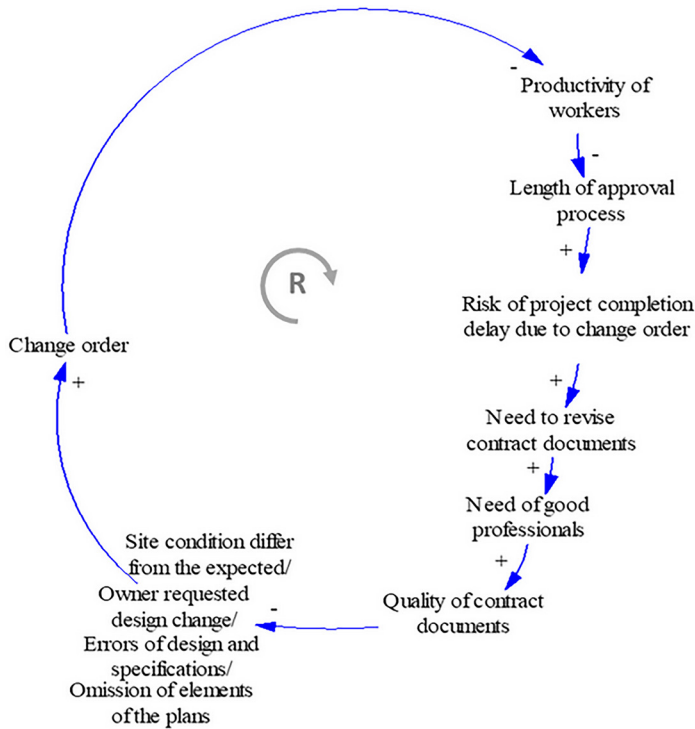 -
Productivity of
workers
-
Length of approval
process
+
R
Risk of project completion
delay due to change order
Change order
+
+
Need to revise
contract documents
+
Need of good
professionals
+
Quality of contract
documents
-
Site condition differ
from the expected/
Owner requested
design change/
Errors of design and
specifications/
Omission of elements
of the plans